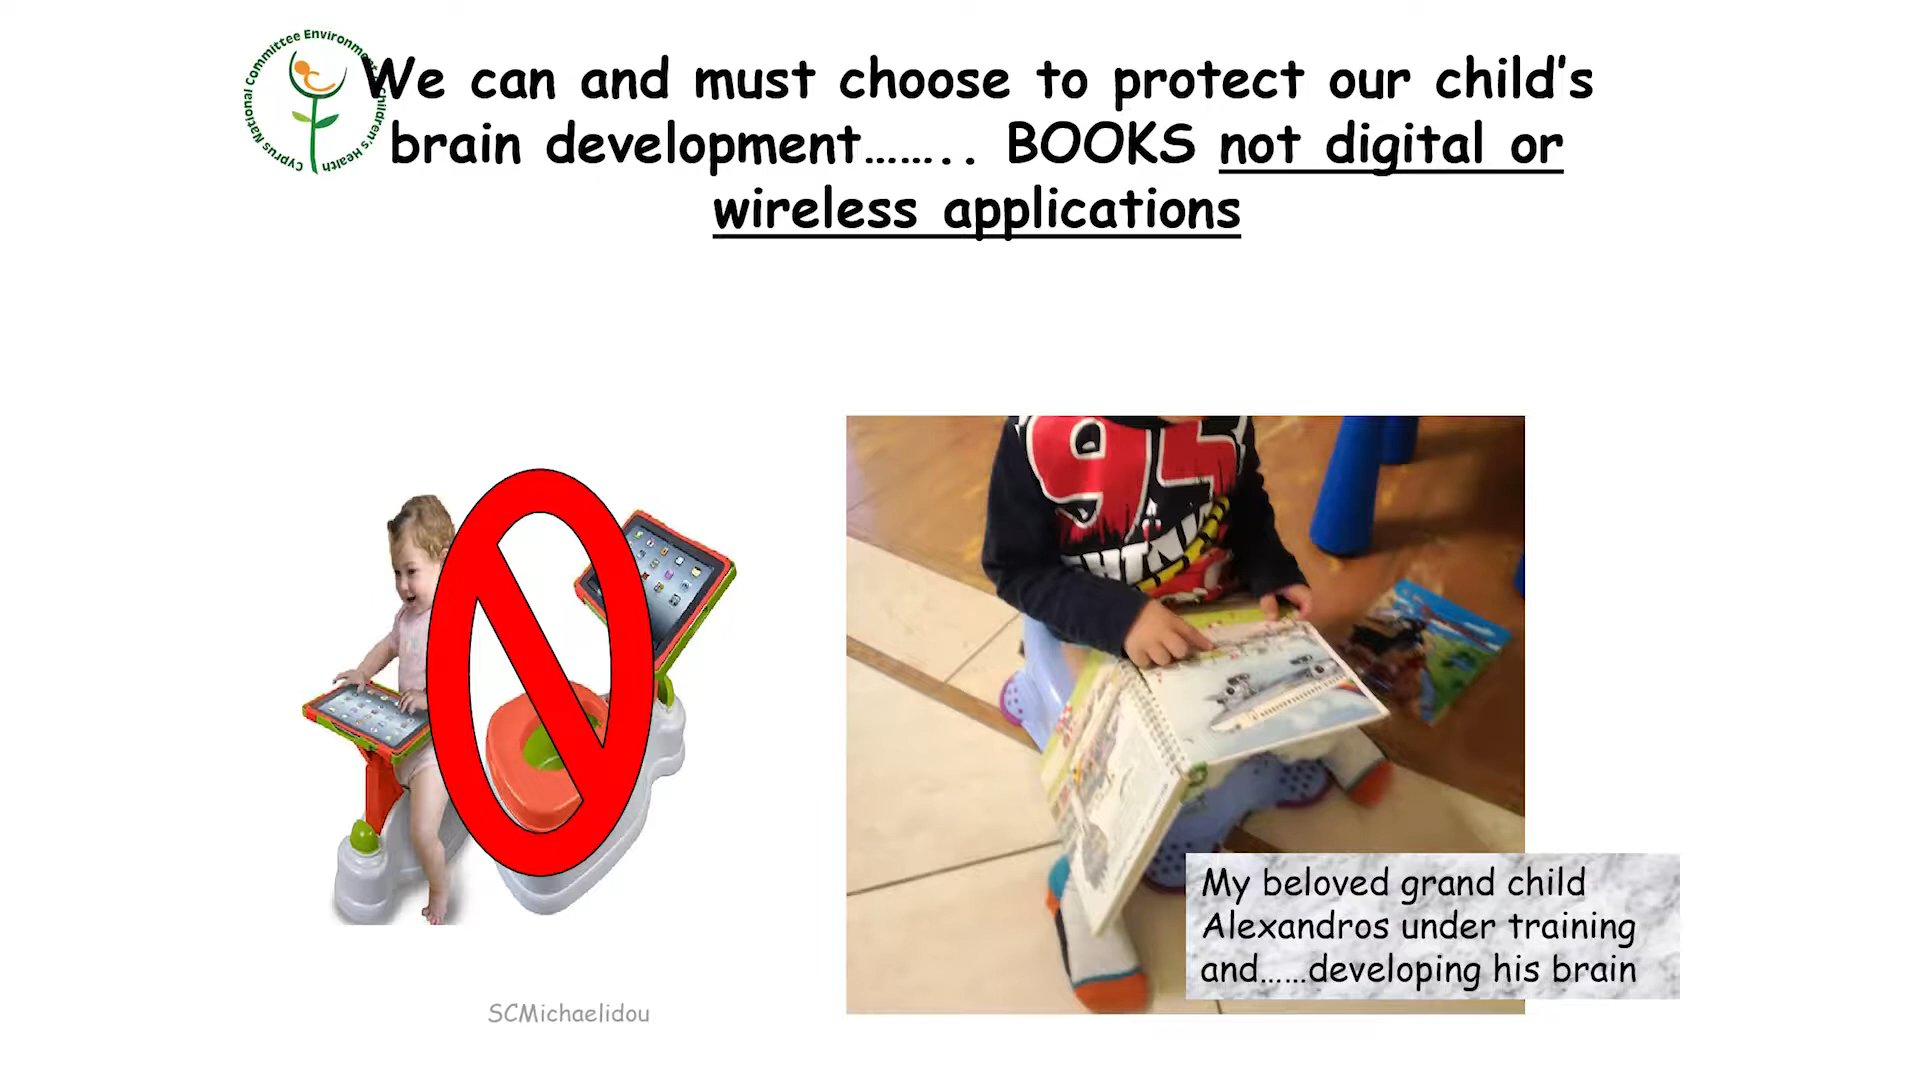 Cyprus National Committee Environment Children's Health
We can and must choose to protect our child's
brain development…….. BOOKS not digital or
wireless applications
95
My beloved grand child
Alexandros under training
and……developing his brain
SCMichaelidou